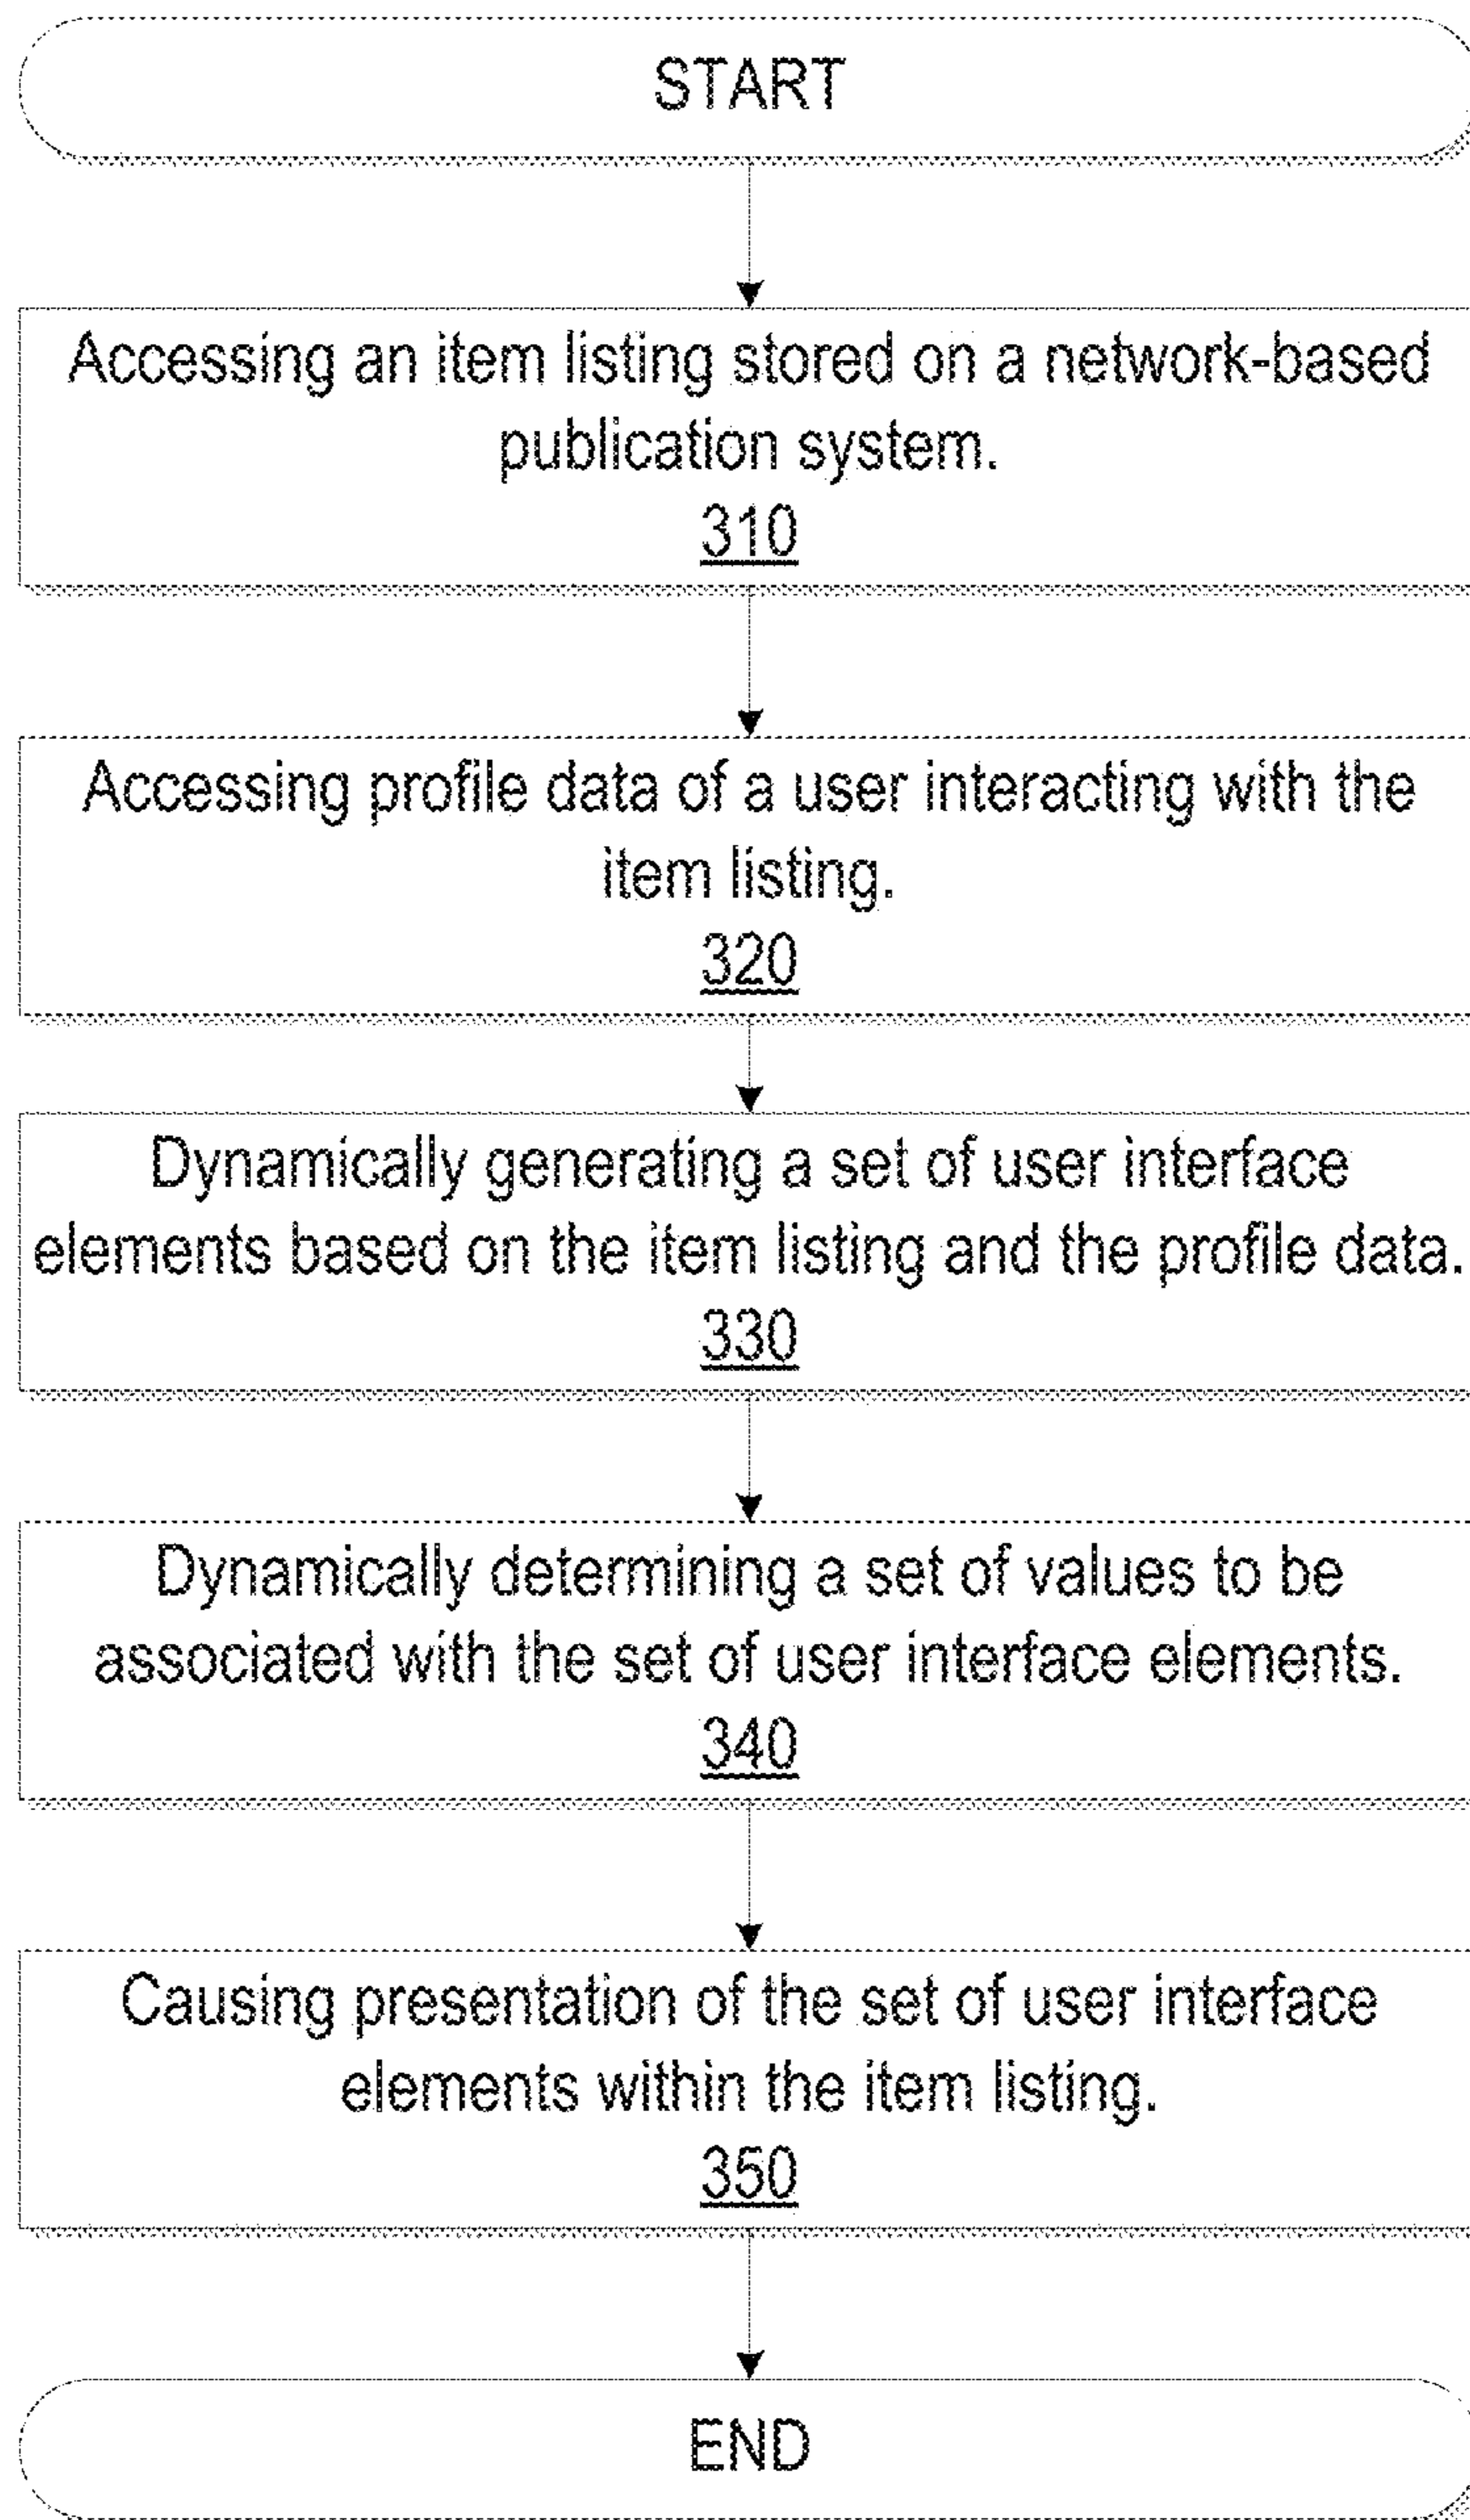 START
Accessing an item listing stored on a network-based
publication system.
310
Accessing profile data of a user interacting with the
item listing.
320
Dynamically generating a set of user interface
elements based on the item listing and the profile data.
330
Dynamically determining a set of values to be
associated with the set of user interface elements.
340
Causing presentation of the set of user interface
elements within the item listing.
350
END